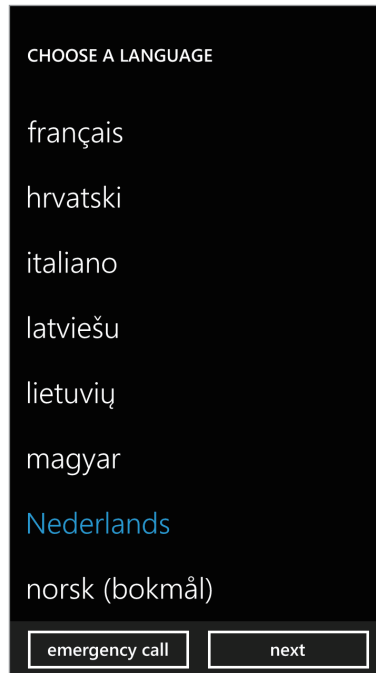 CHOOSE A LANGUAGE
français
hrvatski
italiano
latviešu
lietuvių
magyar
Nederlands
norsk (bokmål)
emergency call next